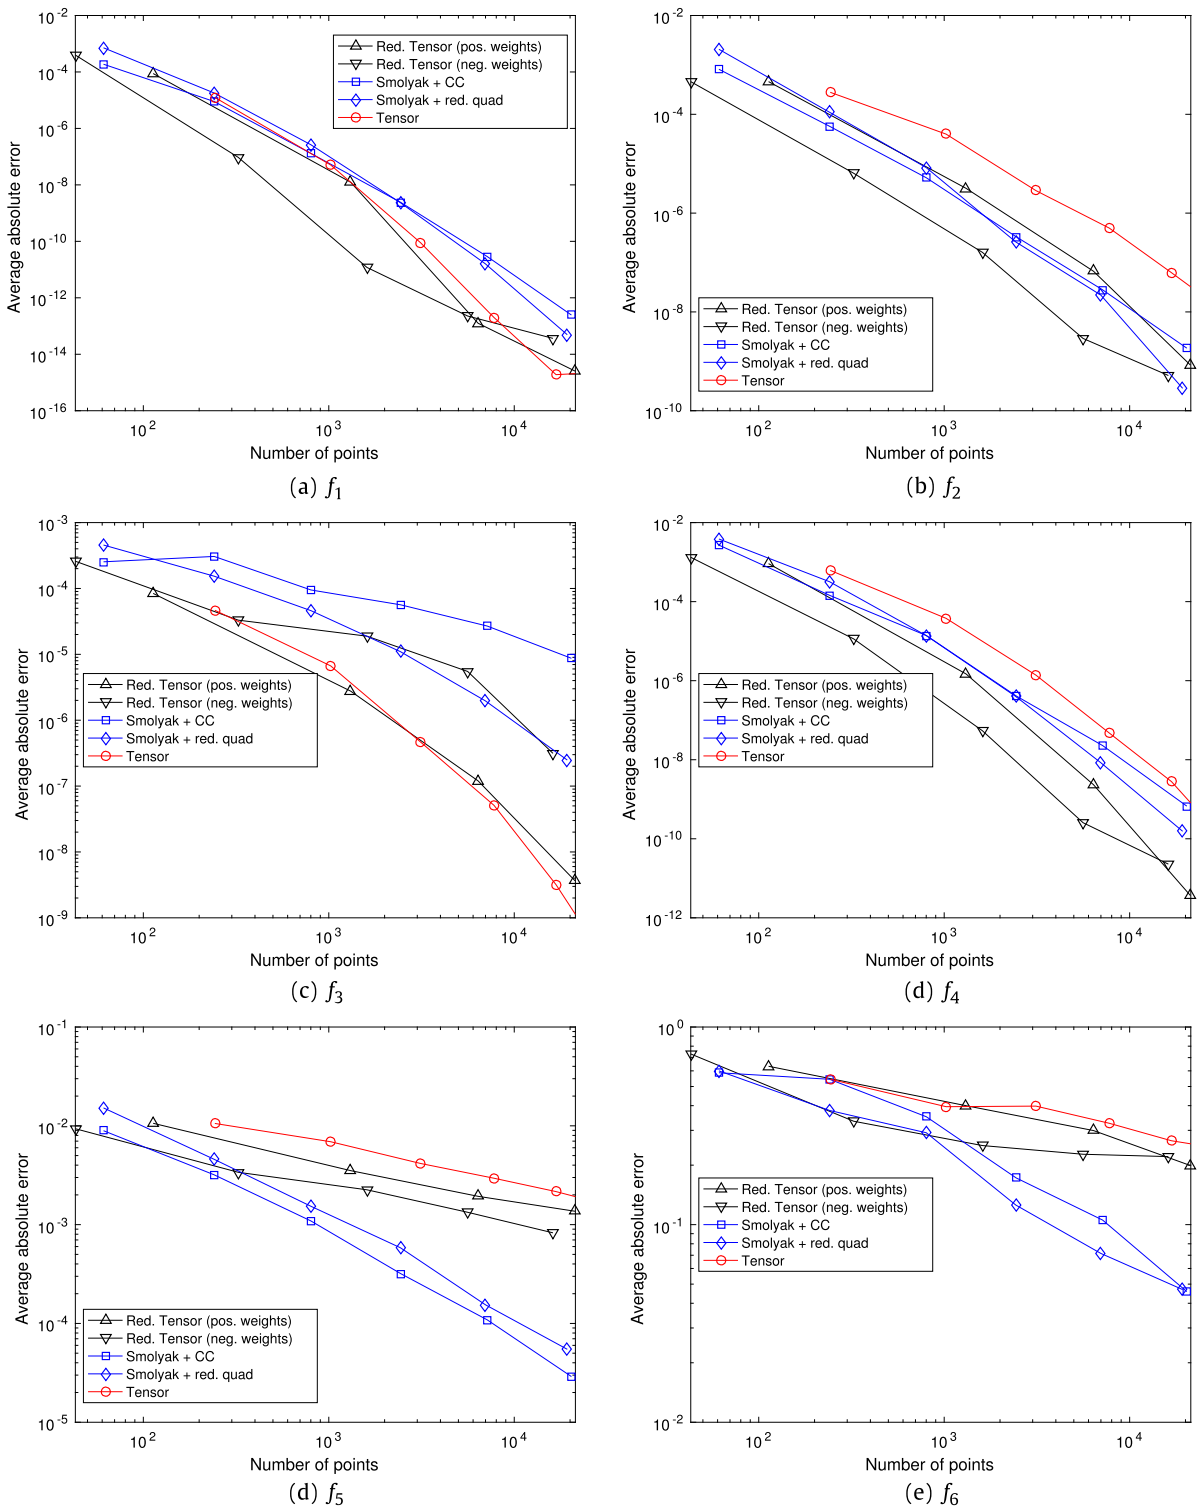 10^-2
10^-4
10^-6
10^-8
10^-10
10^-12
10^-14
10^-16
Average absolute error
Red. Tensor (pos. weights)
Red. Tensor (neg. weights)
Smolyak + CC
Smolyak + red. quad
Tensor
10^2
10^3
10^4
Number of points
(a) f_1
10^-2
10^-4
10^-6
10^-8
10^-10
Average absolute error
Red. Tensor (pos. weights)
Red. Tensor (neg. weights)
Smolyak + CC
Smolyak + red. quad
Tensor
10^2
10^3
10^4
Number of points
(b) f_2
10^-3
10^-4
10^-5
10^-6
10^-7
10^-8
10^-9
Average absolute error
Red. Tensor (pos. weights)
Red. Tensor (neg. weights)
Smolyak + CC
Smolyak + red. quad
Tensor
10^2
10^3
10^4
Number of points
(c) f_3
10^-2
10^-4
10^-6
10^-8
10^-10
10^-12
Average absolute error
Red. Tensor (pos. weights)
Red. Tensor (neg. weights)
Smolyak + CC
Smolyak + red. quad
Tensor
10^2
10^3
10^4
Number of points
(d) f_4
10^-1
10^-2
10^-3
10^-4
10^-5
Average absolute error
Red. Tensor (pos. weights)
Red. Tensor (neg. weights)
Smolyak + CC
Smolyak + red. quad
Tensor
10^2
10^3
10^4
Number of points
(d) f_5
10^0
10^-1
10^-2
Average absolute error
Red. Tensor (pos. weights)
Red. Tensor (neg. weights)
Smolyak + CC
Smolyak + red. quad
Tensor
10^2
10^3
10^4
Number of points
(e) f_6